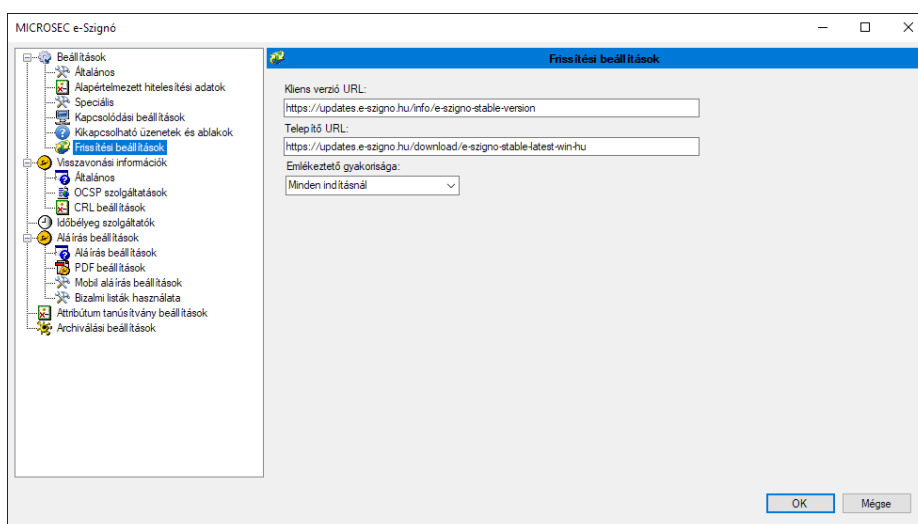 MICROSEC e-Szignó
Beállítások
Általános
Alapértelmezett hitelesítési adatok
Speciális
Kapcsolódási beállítások
Kikapcsolható üzenetek és ablakok
Frissítési beállítások
Visszavonási információk
Általános
OCSP szolgáltatások
CRL beállítások
Időbélyeg szolgáltatók
Aláírás beállítások
Aláírás beállítások
PDF beállítások
Mobil aláírás beállítások
Bizalmi listák használata
Attribútum tanúsítvány beállítások
Archiválási beállítások
Frissítési beállítások
Kliens verzió URL:
https://updates.e-szigno.hu/info/e-szigno-stable-version
Telepítő URL:
https://updates.e-szigno.hu/download/e-szigno-stable-latest-win-hu
Emlékeztető gyakorisága:
Minden indításnál
OK
Mégse